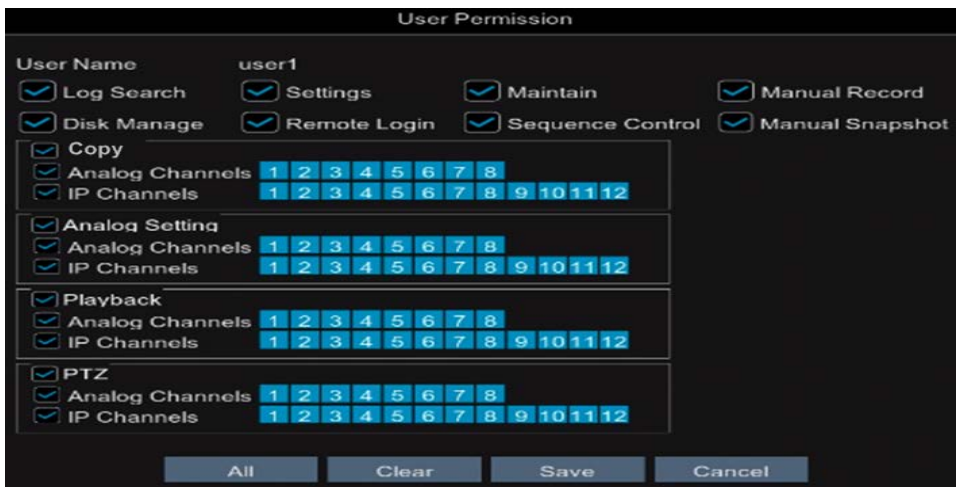 User Permission
User Name user1
Log Search Settings Maintain Manual Record
Disk Manage Remote Login Sequence Control Manual Snapshot
Copy
Analog Channels 1 2 3 4 5 6 7 8
IP Channels 1 2 3 4 5 6 7 8 9 10 11 12
Analog Setting
Analog Channels 1 2 3 4 5 6 7 8
IP Channels 1 2 3 4 5 6 7 8 9 10 11 12
Playback
Analog Channels 1 2 3 4 5 6 7 8
IP Channels 1 2 3 4 5 6 7 8 9 10 11 12
PTZ
Analog Channels 1 2 3 4 5 6 7 8
IP Channels 1 2 3 4 5 6 7 8 9 10 11 12
All Clear Save Cancel